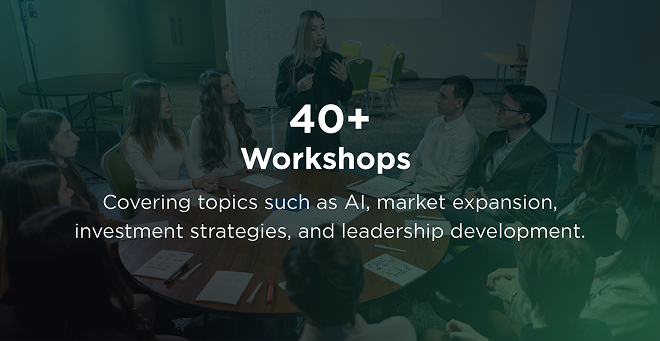 40+
Workshops
Covering topics such as AI, market expansion,
investment strategies, and leadership development.